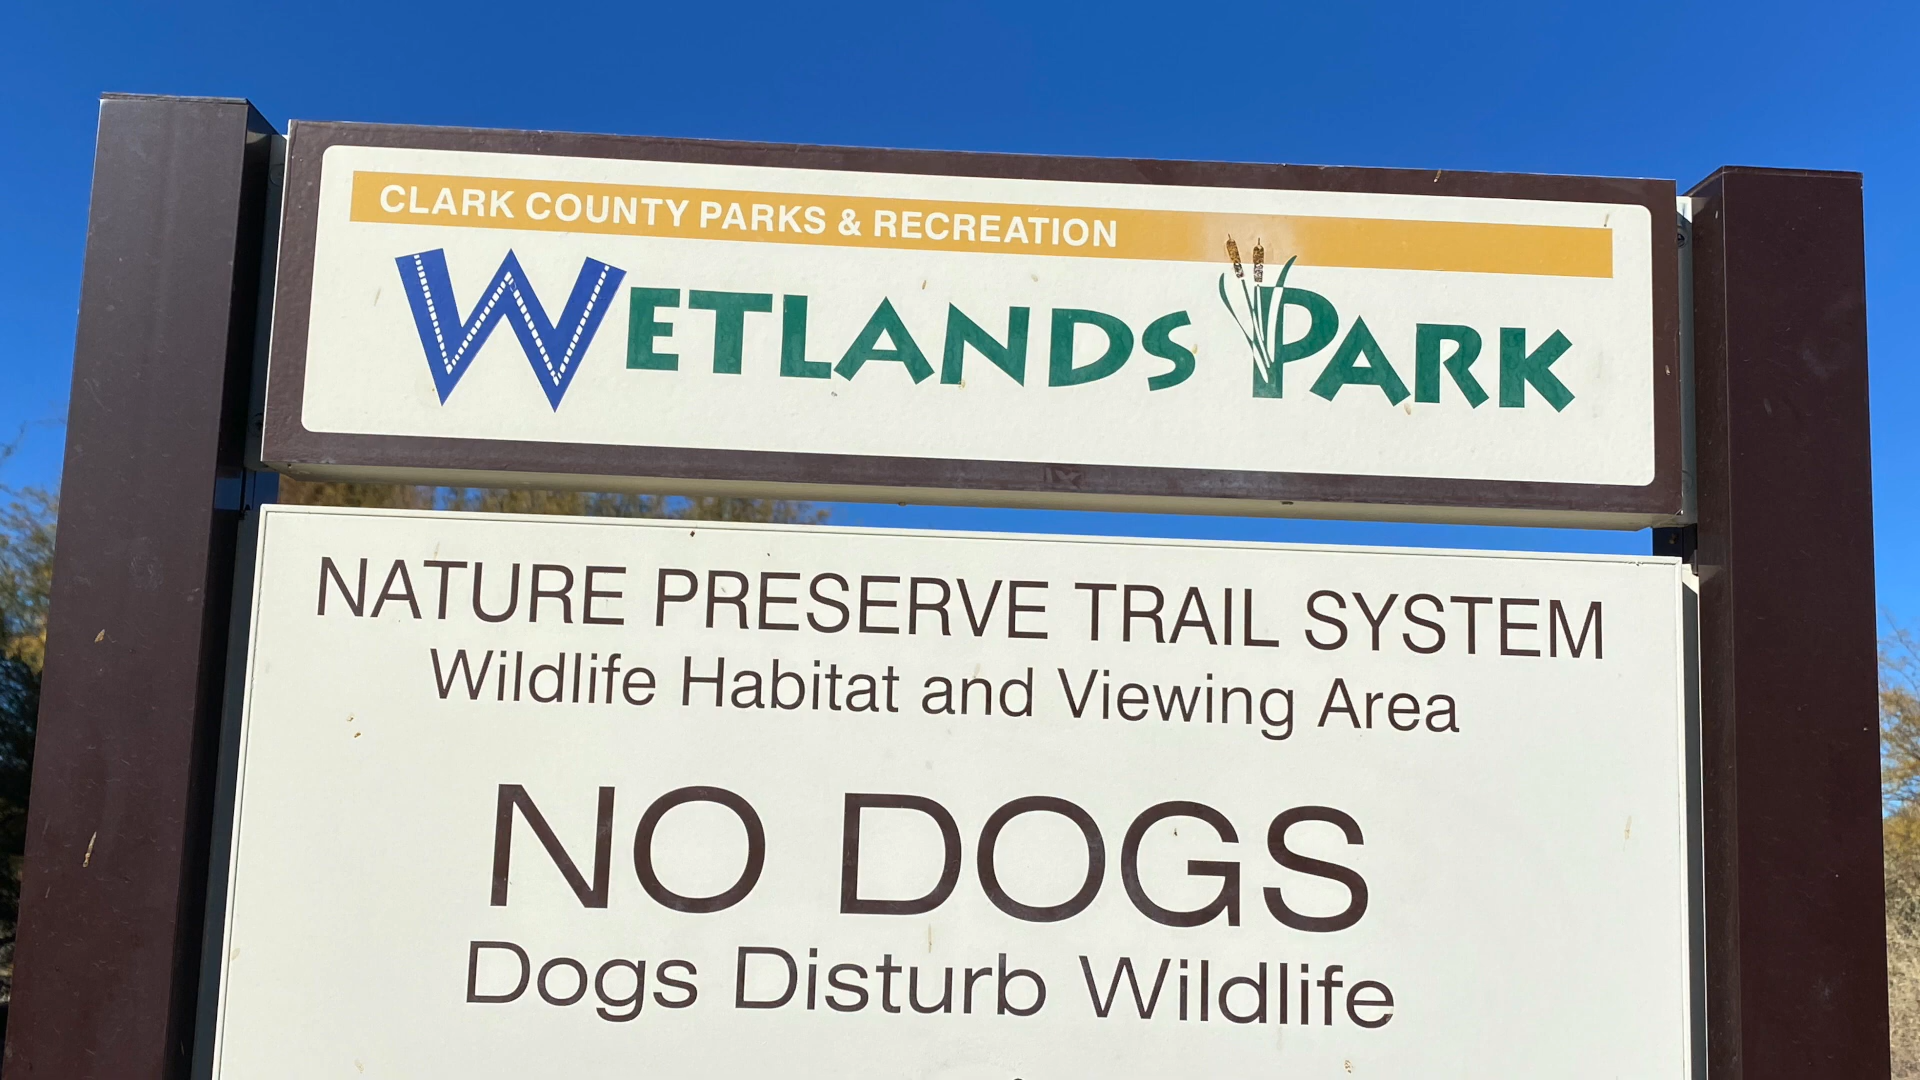 CLARK COUNTY PARKS & RECREATION
WETLANDS PARK
NATURE PRESERVE TRAIL SYSTEM
Wildlife Habitat and Viewing Area
NO DOGS
Dogs Disturb Wildlife